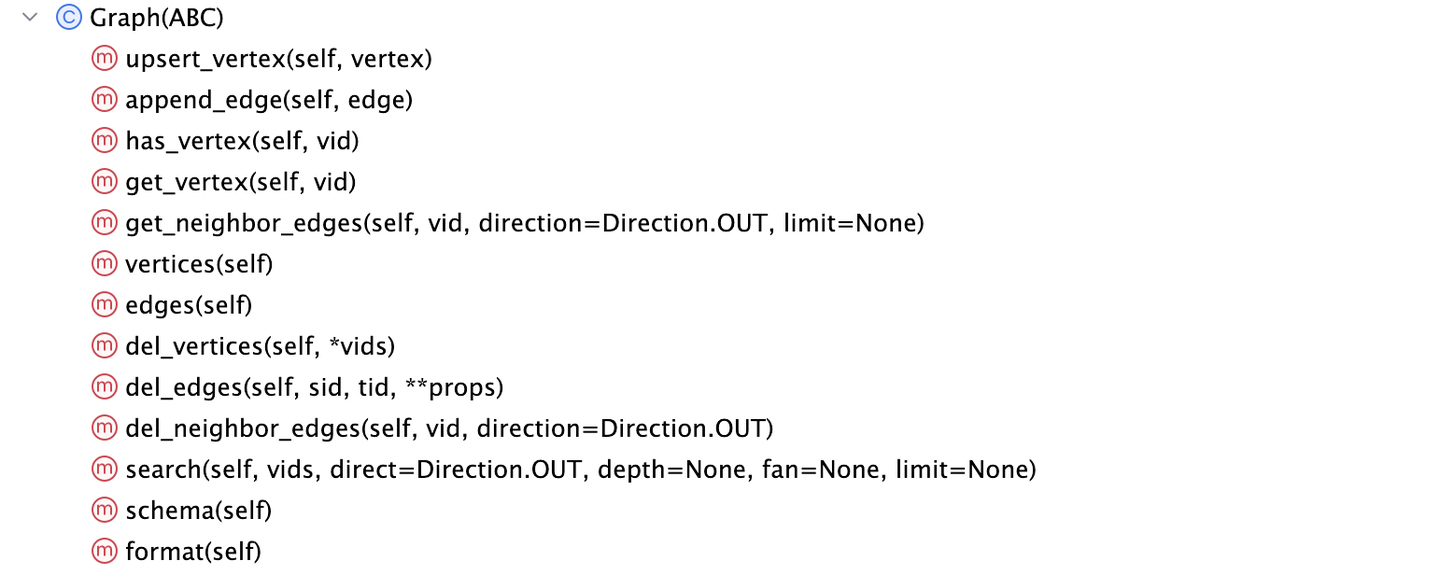 C Graph(ABC)
m upsert_vertex(self, vertex)
m append_edge(self, edge)
m has_vertex(self, vid)
m get_vertex(self, vid)
m get_neighbor_edges(self, vid, direction=Direction.OUT, limit=None)
m vertices(self)
m edges(self)
m del_vertices(self, *vids)
m del_edges(self, sid, tid, **props)
m del_neighbor_edges(self, vid, direction=Direction.OUT)
m search(self, vids, direct=Direction.OUT, depth=None, fan=None, limit=None)
m schema(self)
m format(self)